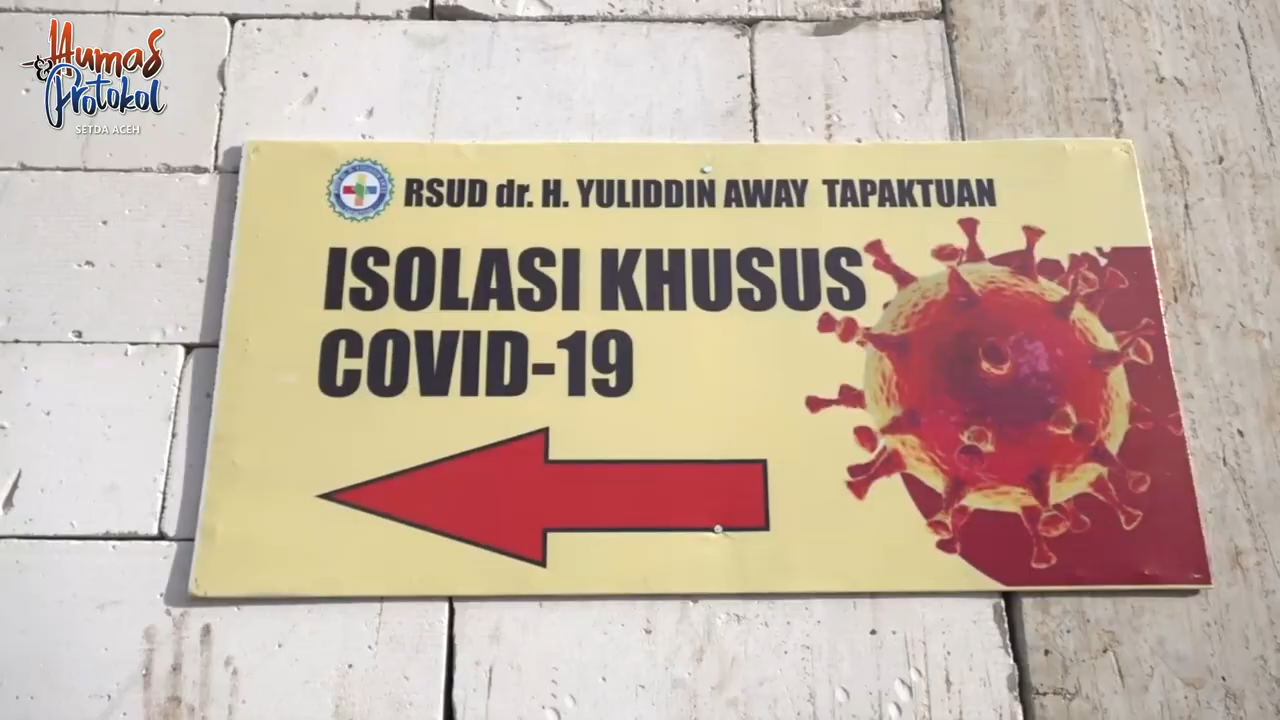 Humas
& Protokol
SETDA ACEH
RSUD dr. H. YULIDDIN AWAY TAPAKTUAN
ISOLASI KHUSUS
COVID-19